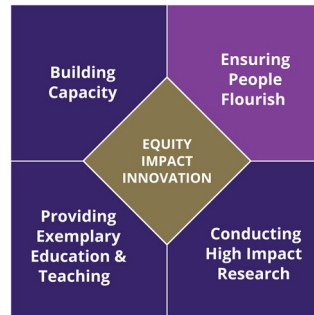 Building
Capacity
Ensuring
People
Flourish
EQUITY
IMPACT
INNOVATION
Providing
Exemplary
Education &
Teaching
Conducting
High Impact
Research